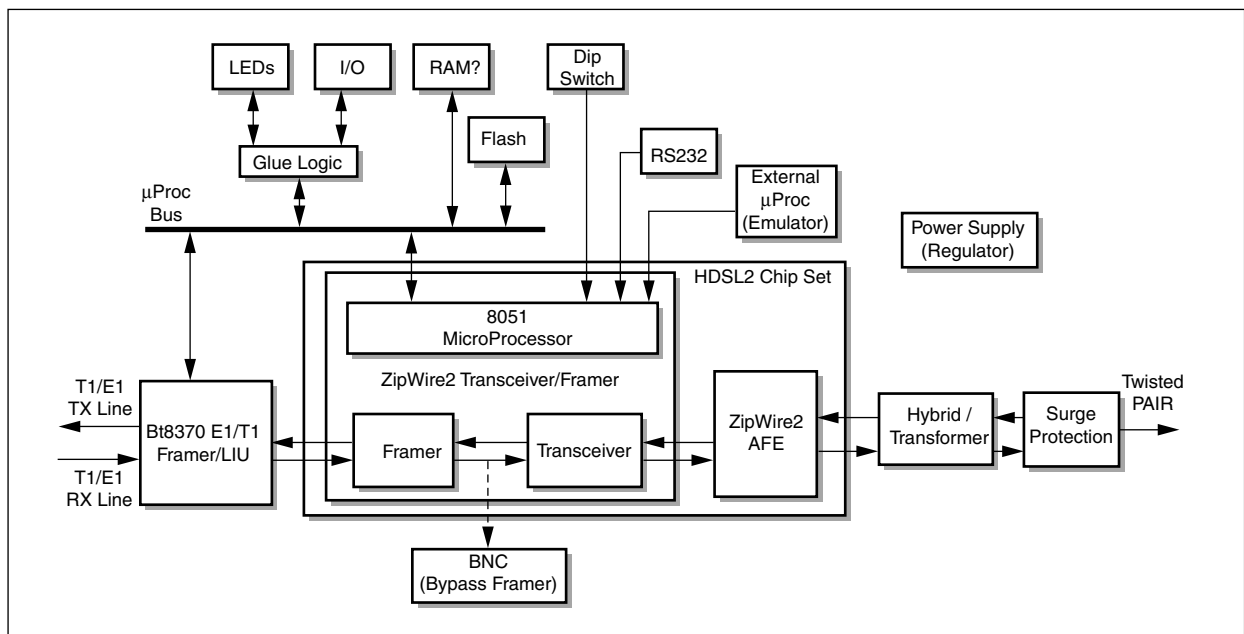 LEDs
I/O
RAM?
Dip
Switch
Flash
Glue Logic
RS232
External
μProc
(Emulator)
μProc
Bus
Power Supply
(Regulator)
HDSL2 Chip Set
8051
MicroProcessor
ZipWire2 Transceiver/Framer
T1/E1
TX Line
Bt8370 E1/T1
Framer/LIU
T1/E1
RX Line
Framer
Transceiver
ZipWire2
AFE
Hybrid /
Transformer
Surge
Protection
Twisted
PAIR
BNC
(Bypass Framer)